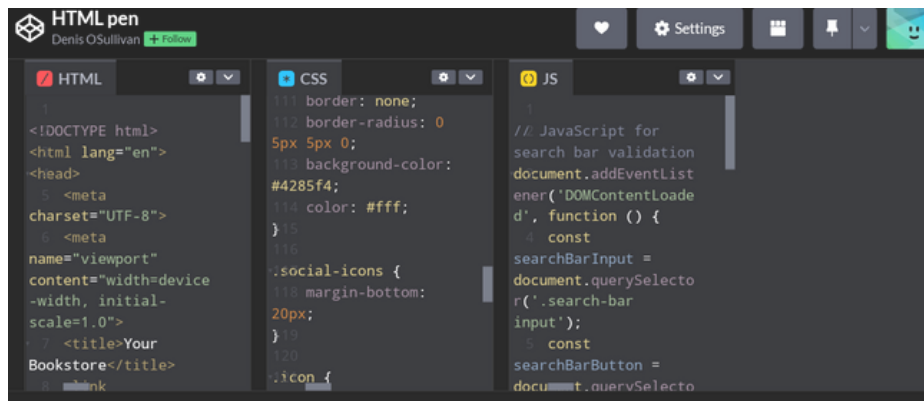 HTML pen
Denis OSullivan + Follow
Settings
HTML
1
<!DOCTYPE html>
<html lang="en">
<head>
5 <meta
charset="UTF-8">
6 <meta
name="viewport"
content="width=device
-width, initial-
scale=1.0">
7 <title>Your
Bookstore</title>
8
CSS
111 border: none;
112 border-radius: 0
5px 5px 0;
113 background-color:
#4285f4;
114 color: #fff;
}115
116
.social-icons {
118 margin-bottom:
20px;
}119
120
.icon {
JS
1
// JavaScript for
search bar validation
document.addEventList
ener('DOMContentLoade
d', function () {
4 const
searchBarInput =
document.querySelecto
r('.search-bar
input');
5 const
searchBarButton =
t.querySelecto